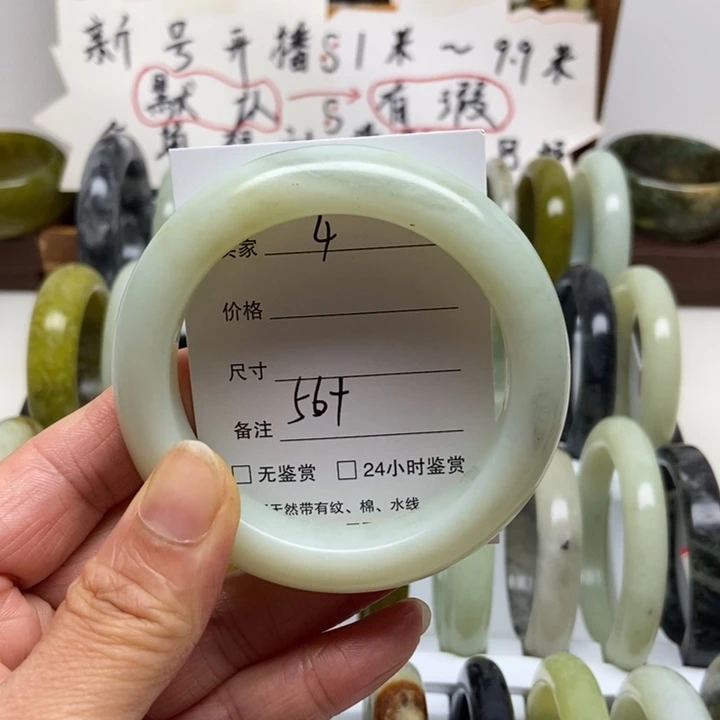 新号开播51米~9.9米
默认→有瑕
卖家 4
价格
尺寸
56+
备注
□无鉴赏 □24小时鉴赏
天然带有纹、棉、水线